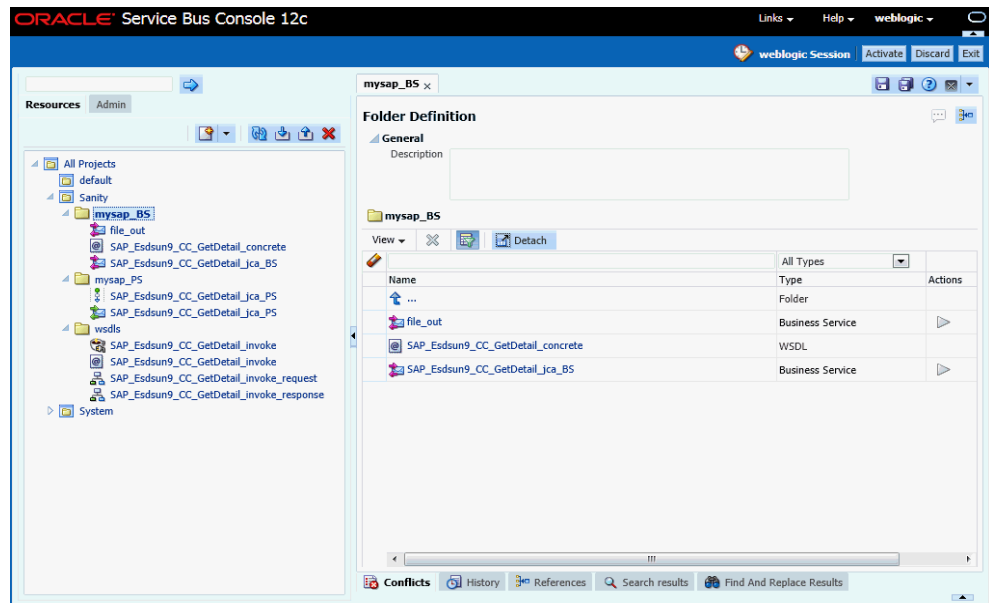 ORACLE Service Bus Console 12c
Links Help weblogic
weblogic Session Activate Discard Exit
Resources Admin
All Projects
default
Sanity
mysap_BS
file_out
SAP_Esdsun9_CC_GetDetail_concrete
SAP_Esdsun9_CC_GetDetail_jca_BS
mysap_PS
SAP_Esdsun9_CC_GetDetail_jca_PS
SAP_Esdsun9_CC_GetDetail_jca_PS
wsdls
SAP_Esdsun9_CC_GetDetail_invoke
SAP_Esdsun9_CC_GetDetail_invoke
SAP_Esdsun9_CC_GetDetail_invoke_request
SAP_Esdsun9_CC_GetDetail_invoke_response
System
mysap_BS
Folder Definition
General
Description
mysap_BS
View Detach
All Types
Name Type Actions
... Folder
file_out Business Service
SAP_Esdsun9_CC_GetDetail_concrete WSDL
SAP_Esdsun9_CC_GetDetail_jca_BS Business Service
Conflicts History References Search results Find And Replace Results